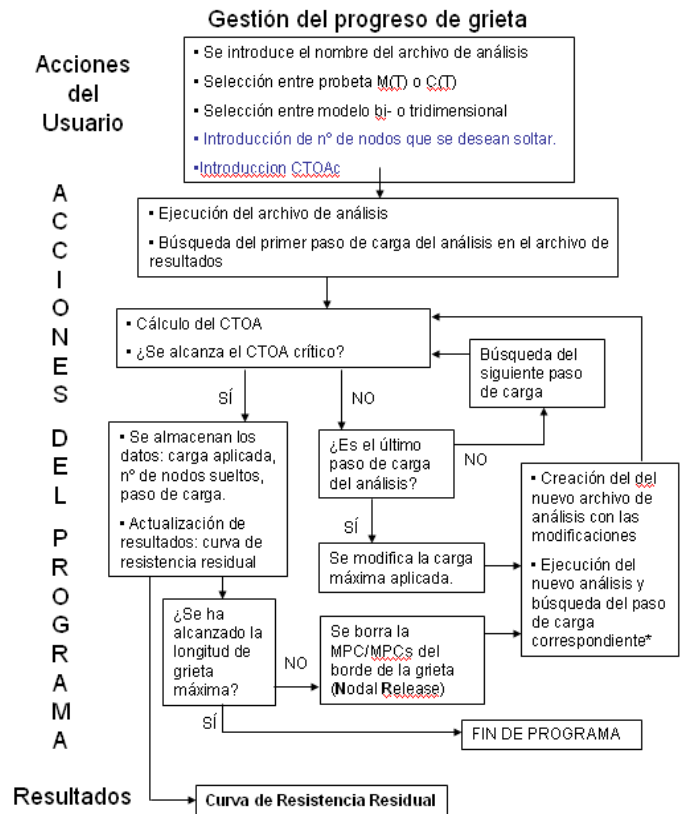 Gestión del progreso de grieta
Acciones
del
Usuario
▪ Se introduce el nombre del archivo de análisis
▪ Selección entre probeta M(T) o C(T)
▪ Selección entre modelo bi- o tridimensional
▪ Introducción de nº de nodos que se desean soltar.
▪Introduccion CTOAc
A
C
C
I
O
N
E
S
D
E
L
P
R
O
G
R
A
M
A
▪ Ejecución del archivo de análisis
▪ Búsqueda del primer paso de carga del análisis en el archivo de
resultados
▪ Cálculo del CTOA
▪ ¿Se alcanza el CTOA crítico?
Búsqueda del
siguiente paso
de carga
SÍ
NO
▪ Se almacenan los
datos: carga aplicada,
nº de nodos sueltos,
paso de carga.
▪ Actualización de
resultados: curva de
resistencia residual
¿Es el último
paso de carga
del análisis?
NO
SÍ
Se modifica la carga
máxima aplicada.
▪ Creación del del
nuevo archivo de
análisis con las
modificaciones
▪ Ejecución del
nuevo análisis y
búsqueda del paso
de carga
correspondiente*
¿Se ha
alcanzado la
longitud de
grieta
máxima?
NO
Se borra la
MPC/MPCs del
borde de la grieta
(Nodal Release)
SÍ
FIN DE PROGRAMA
Resultados
Curva de Resistencia Residual